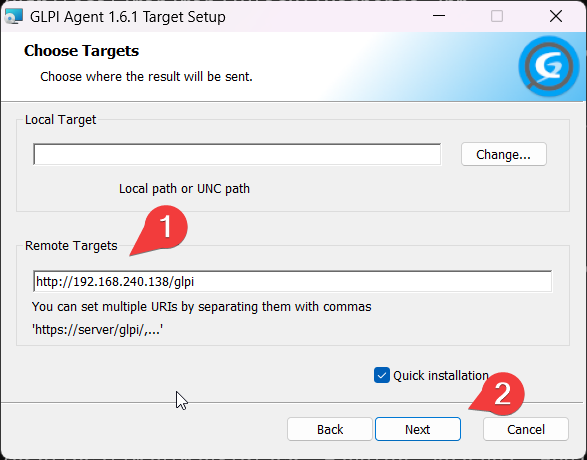 GLPI Agent 1.6.1 Target Setup
Choose Targets
Choose where the result will be sent.
Local Target
Change...
Local path or UNC path
1
Remote Targets
http://192.168.240.138/glpi
You can set multiple URIs by separating them with commas
'https://server/glpi/,...'
Quick installation
2
Back
Next
Cancel